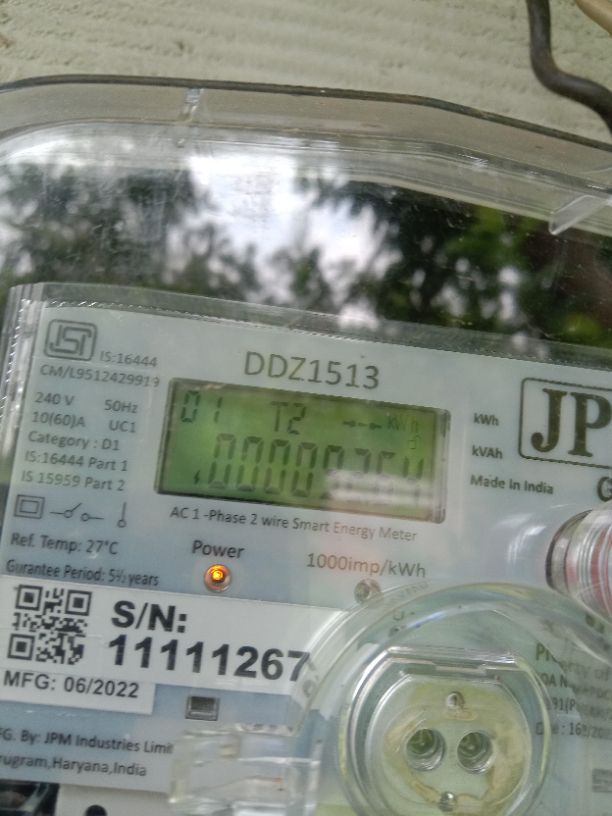 ISI
IS:16444
CM/L9512429919
DDZ1513
240 V 50Hz
10(60)A UC1
Category : D1
IS:16444 Part 1
IS 15959 Part 2
01 T2 kWh
kWh
kVAh
JP
Made in India
AC 1 -Phase 2 wire Smart Energy Meter
Ref. Temp: 27°C
Power
1000imp/kWh
Gurantee Period: 5½ years
S/N:
11111267
MFG: 06/2022
G. By: JPM Industries Limit
rugram,Haryana,India